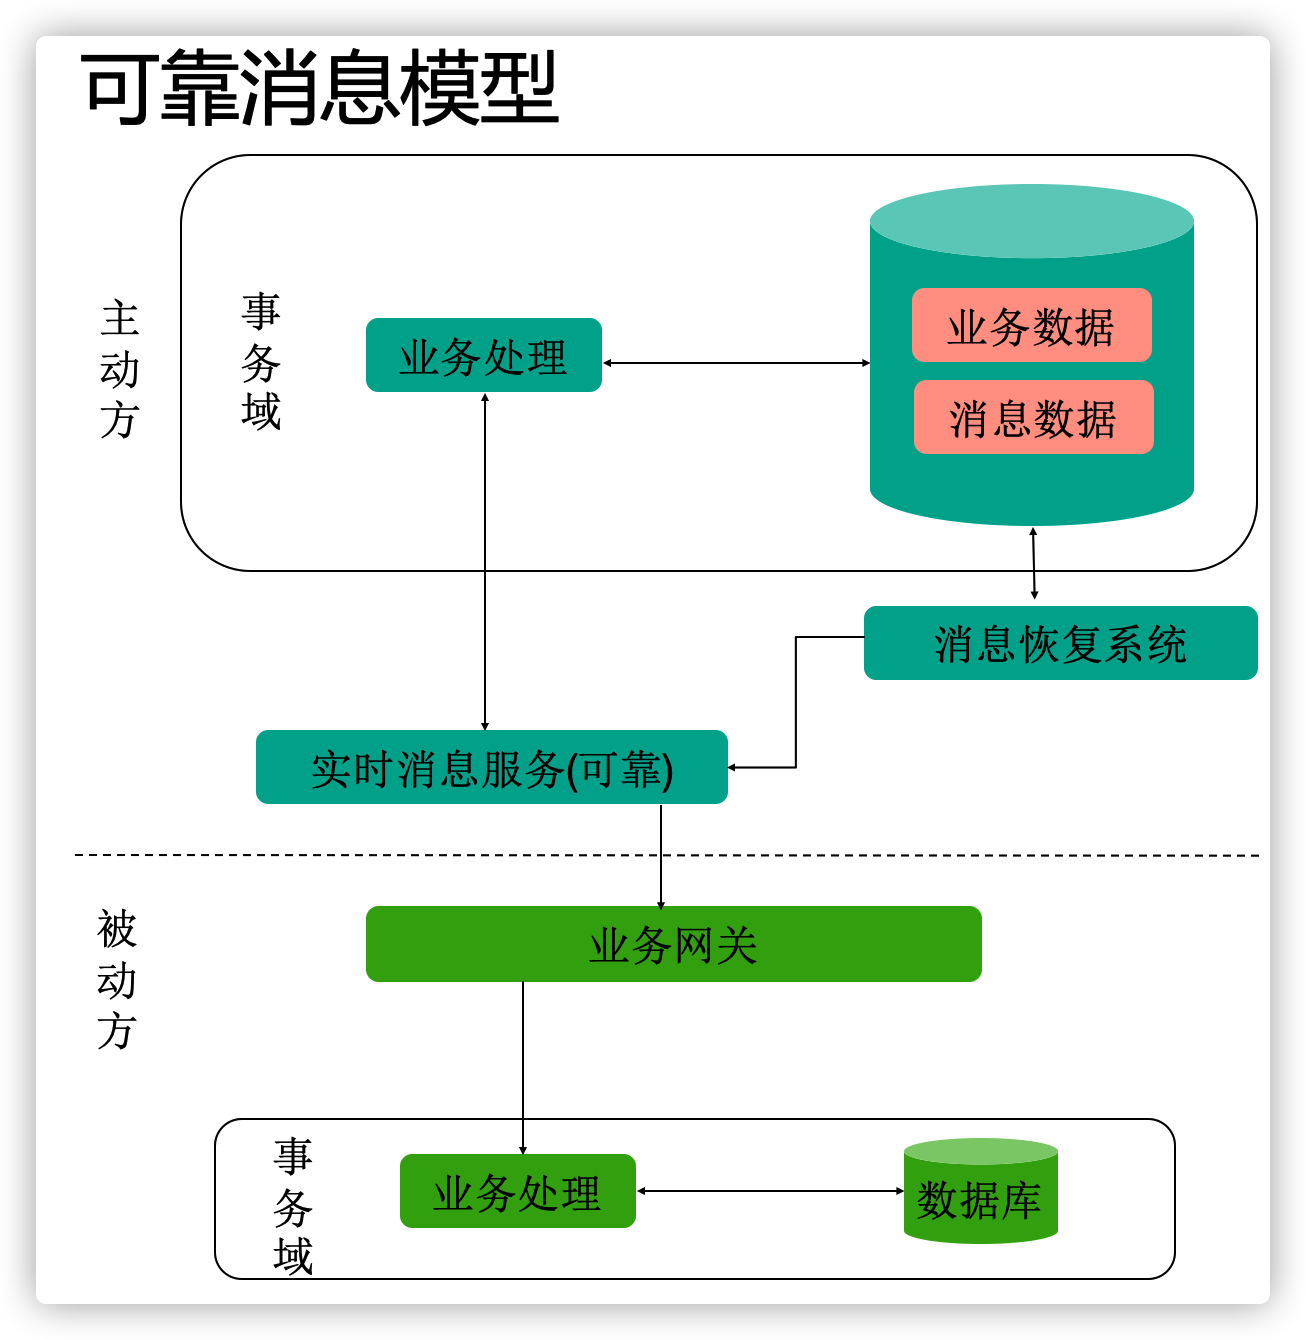 可靠消息模型
主动方
事务域
业务处理
业务数据
消息数据
消息恢复系统
实时消息服务(可靠)
被动方
业务网关
事务域
业务处理
数据库